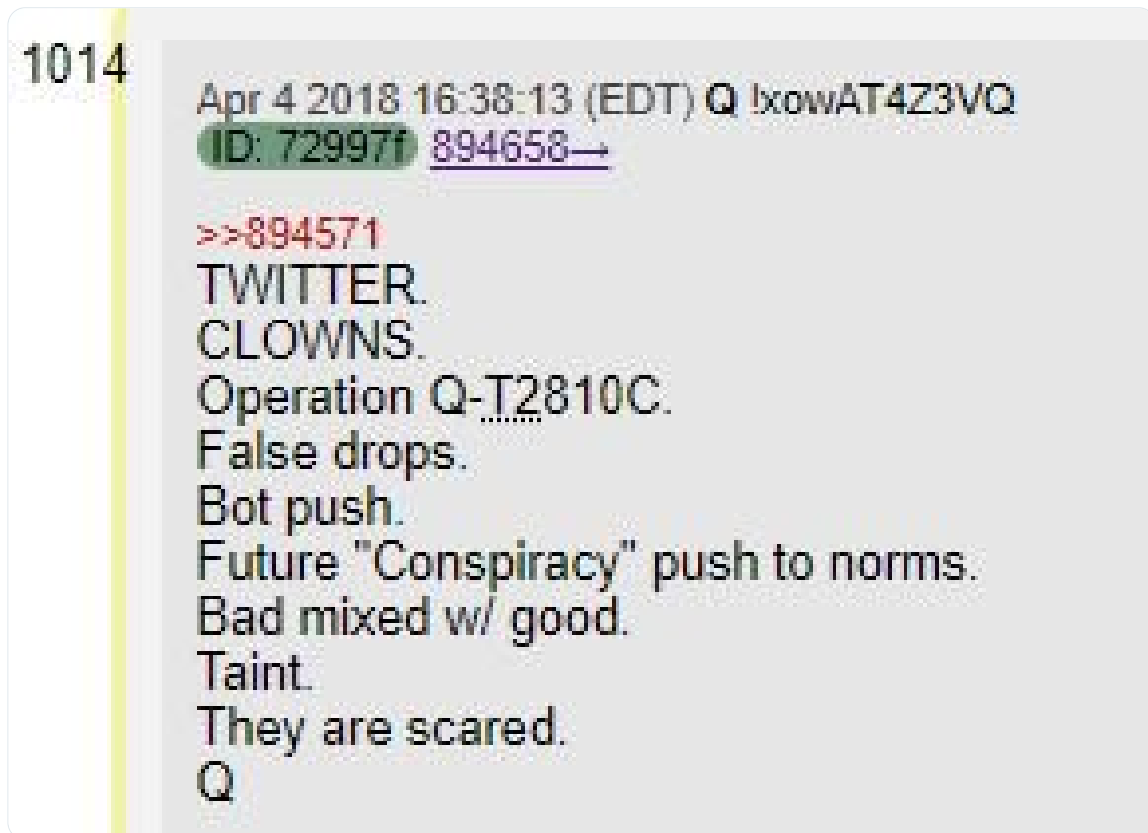 1014
Apr 4 2018 16:38:13 (EDT) Q !xowAT4Z3VQ
ID: 72997f 894658→
>>894571
TWITTER.
CLOWNS.
Operation Q-T2810C.
False drops.
Bot push.
Future "Conspiracy" push to norms.
Bad mixed w/ good.
Taint.
They are scared.
Q